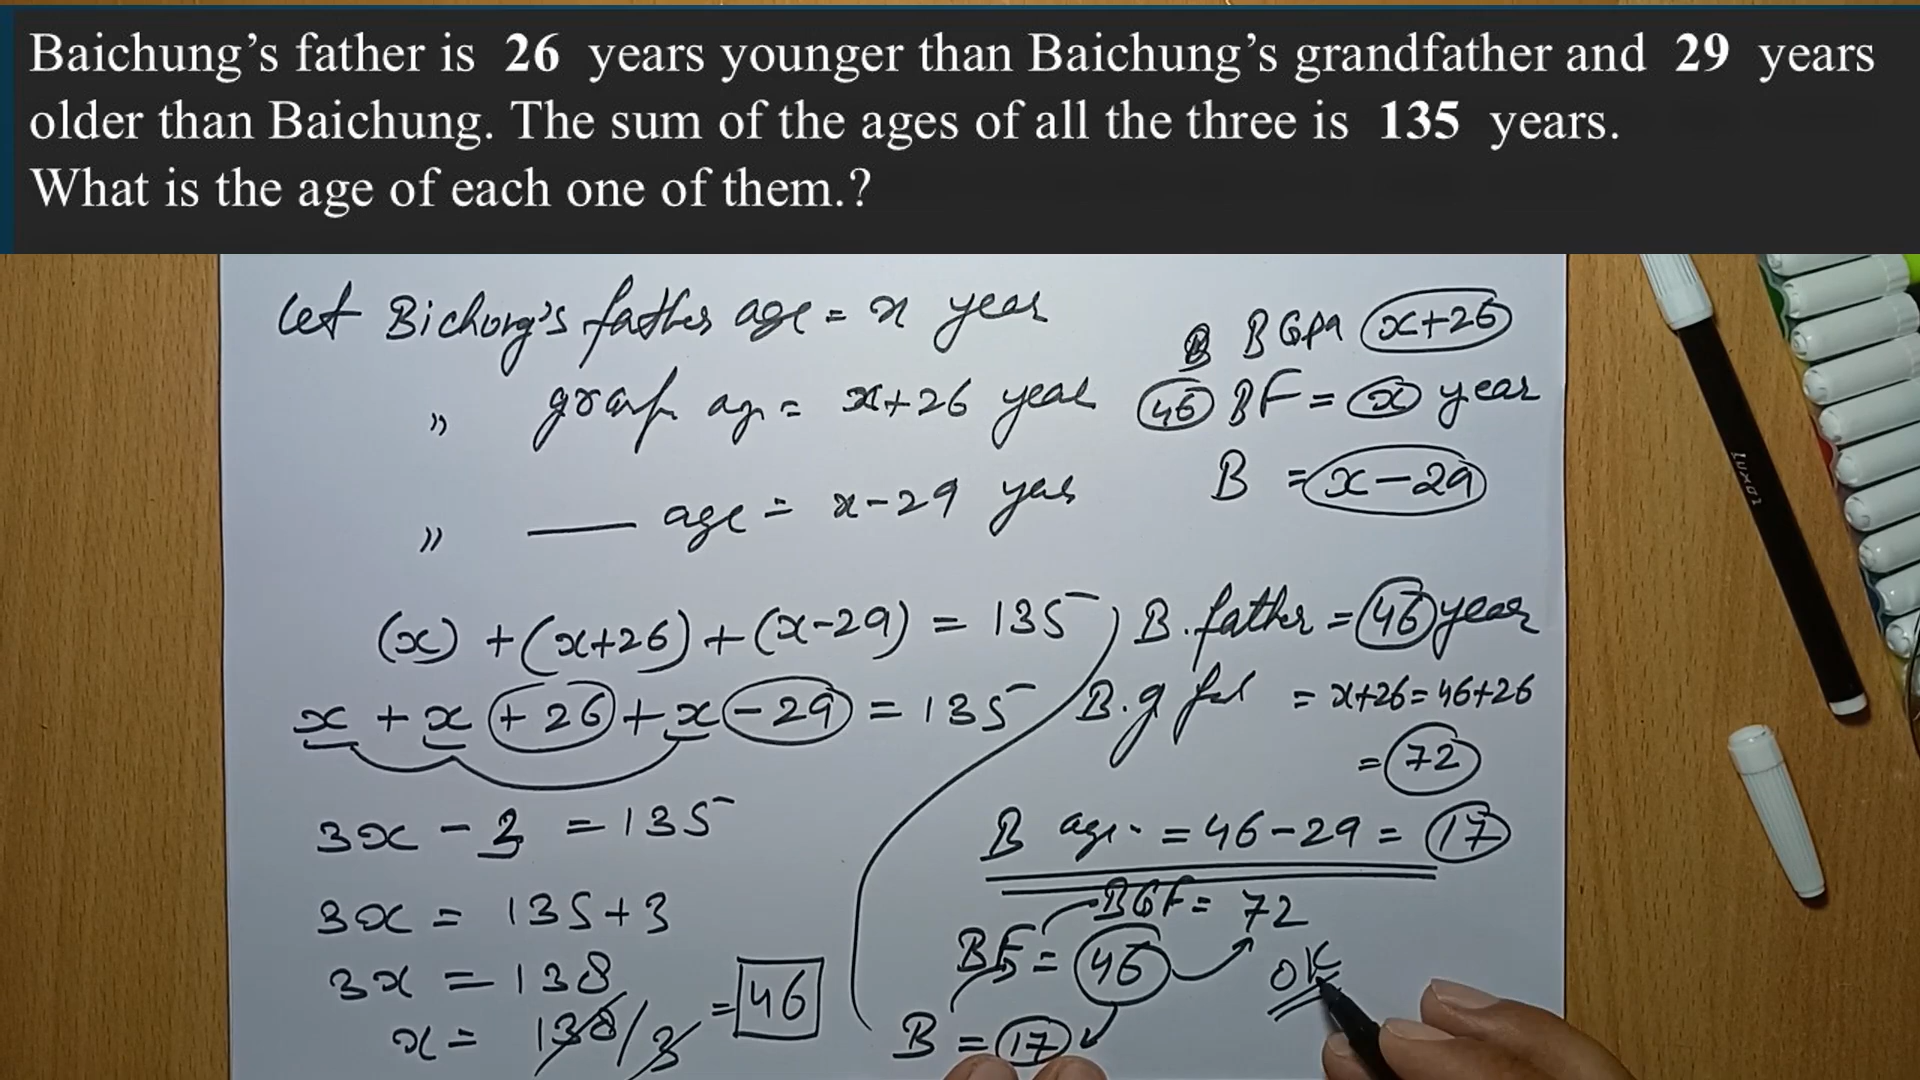 Baichung’s father is 26 years younger than Baichung’s grandfather and 29 years
older than Baichung. The sum of the ages of all the three is 135 years.
What is the age of each one of them.?
let Bichung's father age = x year
" graf. ag. = x+26 year
" —— age = x-29 yes
(x) + (x+26) + (x-29) = 135
x + x + 26 + x - 29 = 135
3x - 3 = 135
3x = 135+3
3x = 138
x = 138/3 = 46
B BGPA x+26
46 BF = x year
B = x-29
B. father = 46 year
B. g = x+26 = 46+26
= 72
B age. = 46-29 = 17
BGF = 72
BF = 46
OK
B = 17
LUXOR